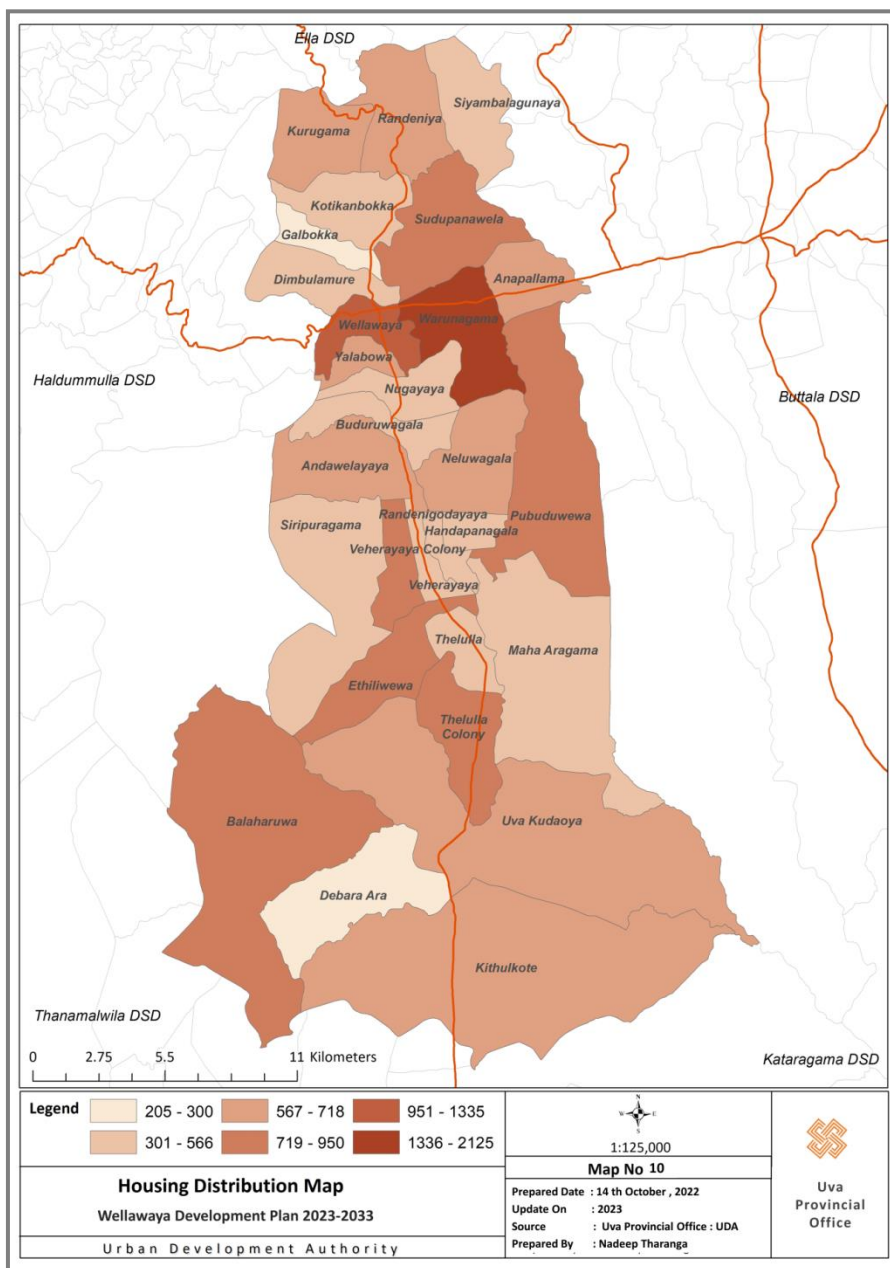 Ella DSD
Siyambalagunaya
Randeniya
Kurugama
Kotikanbokka
Sudupanawela
Galbokka
Dimbulamure
Anapallama
Wellawaya
Warunagama
Yalabowa
Haldummulla DSD
Nugayaya
Buttala DSD
Buduruwagala
Andawelayaya
Neluwagala
Randenigodayaya
Pubuduwewa
Siripuragama
Handapanagala
Veherayaya Colony
Veherayaya
Thelulla
Maha Aragama
Ethiliwewa
Thelulla
Colony
Balaharuwa
Uva Kudaoya
Debara Ara
Kithulkote
Thanamalwila DSD
Kataragama DSD
0 2.75 5.5 11 Kilometers
Legend
205 - 300
567 - 718
951 - 1335
301 - 566
719 - 950
1336 - 2125
Housing Distribution Map
Wellawaya Development Plan 2023-2033
Urban Development Authority
N
W E
S
1:125,000
Map No 10
Prepared Date : 14 th October , 2022
Update On : 2023
Source : Uva Provincial Office : UDA
Prepared By : Nadeep Tharanga
Uva
Provincial
Office